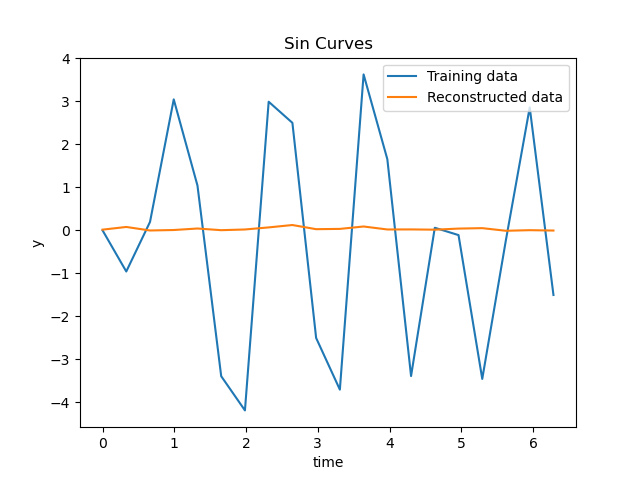 Sin Curves
Training data
Reconstructed data
y
4
3
2
1
0
−1
−2
−3
−4
0 1 2 3 4 5 6
time